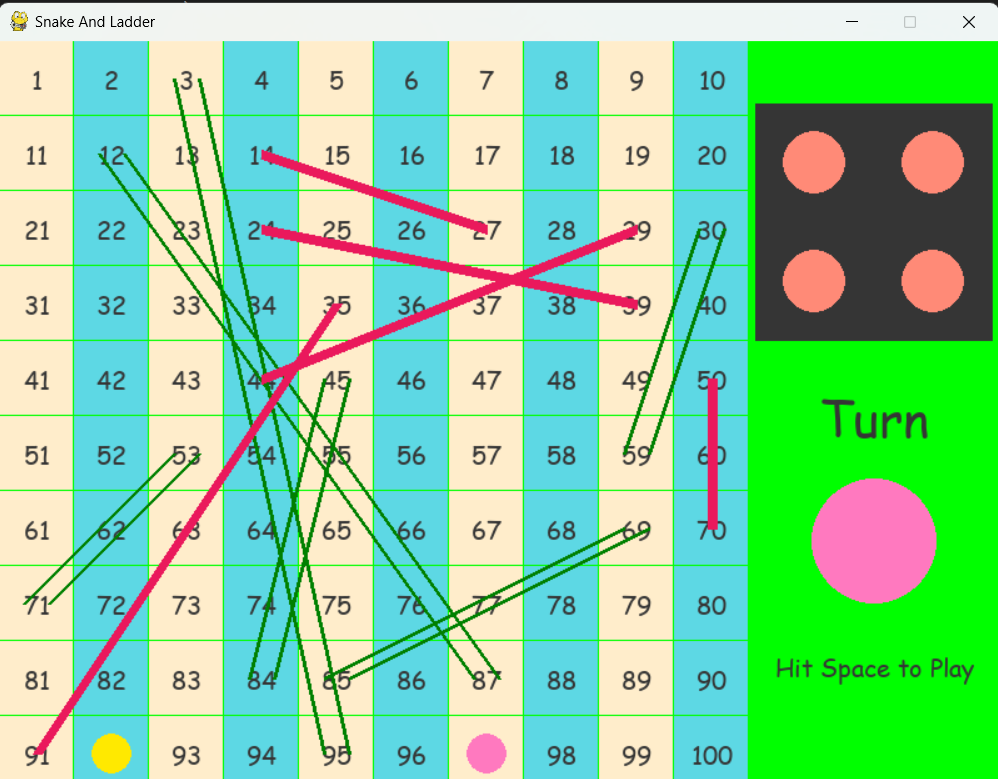 Snake And Ladder
1 2 3 4 5 6 7 8 9 10
11 12 13 14 15 16 17 18 19 20
21 22 23 24 25 26 27 28 29 30
31 32 33 34 35 36 37 38 39 40
41 42 43 44 45 46 47 48 49 50
51 52 53 54 55 56 57 58 59 60
61 62 63 64 65 66 67 68 69 70
71 72 73 74 75 76 77 78 79 80
81 82 83 84 85 86 87 88 89 90
91 93 94 95 96 98 99 100
Turn
Hit Space to Play